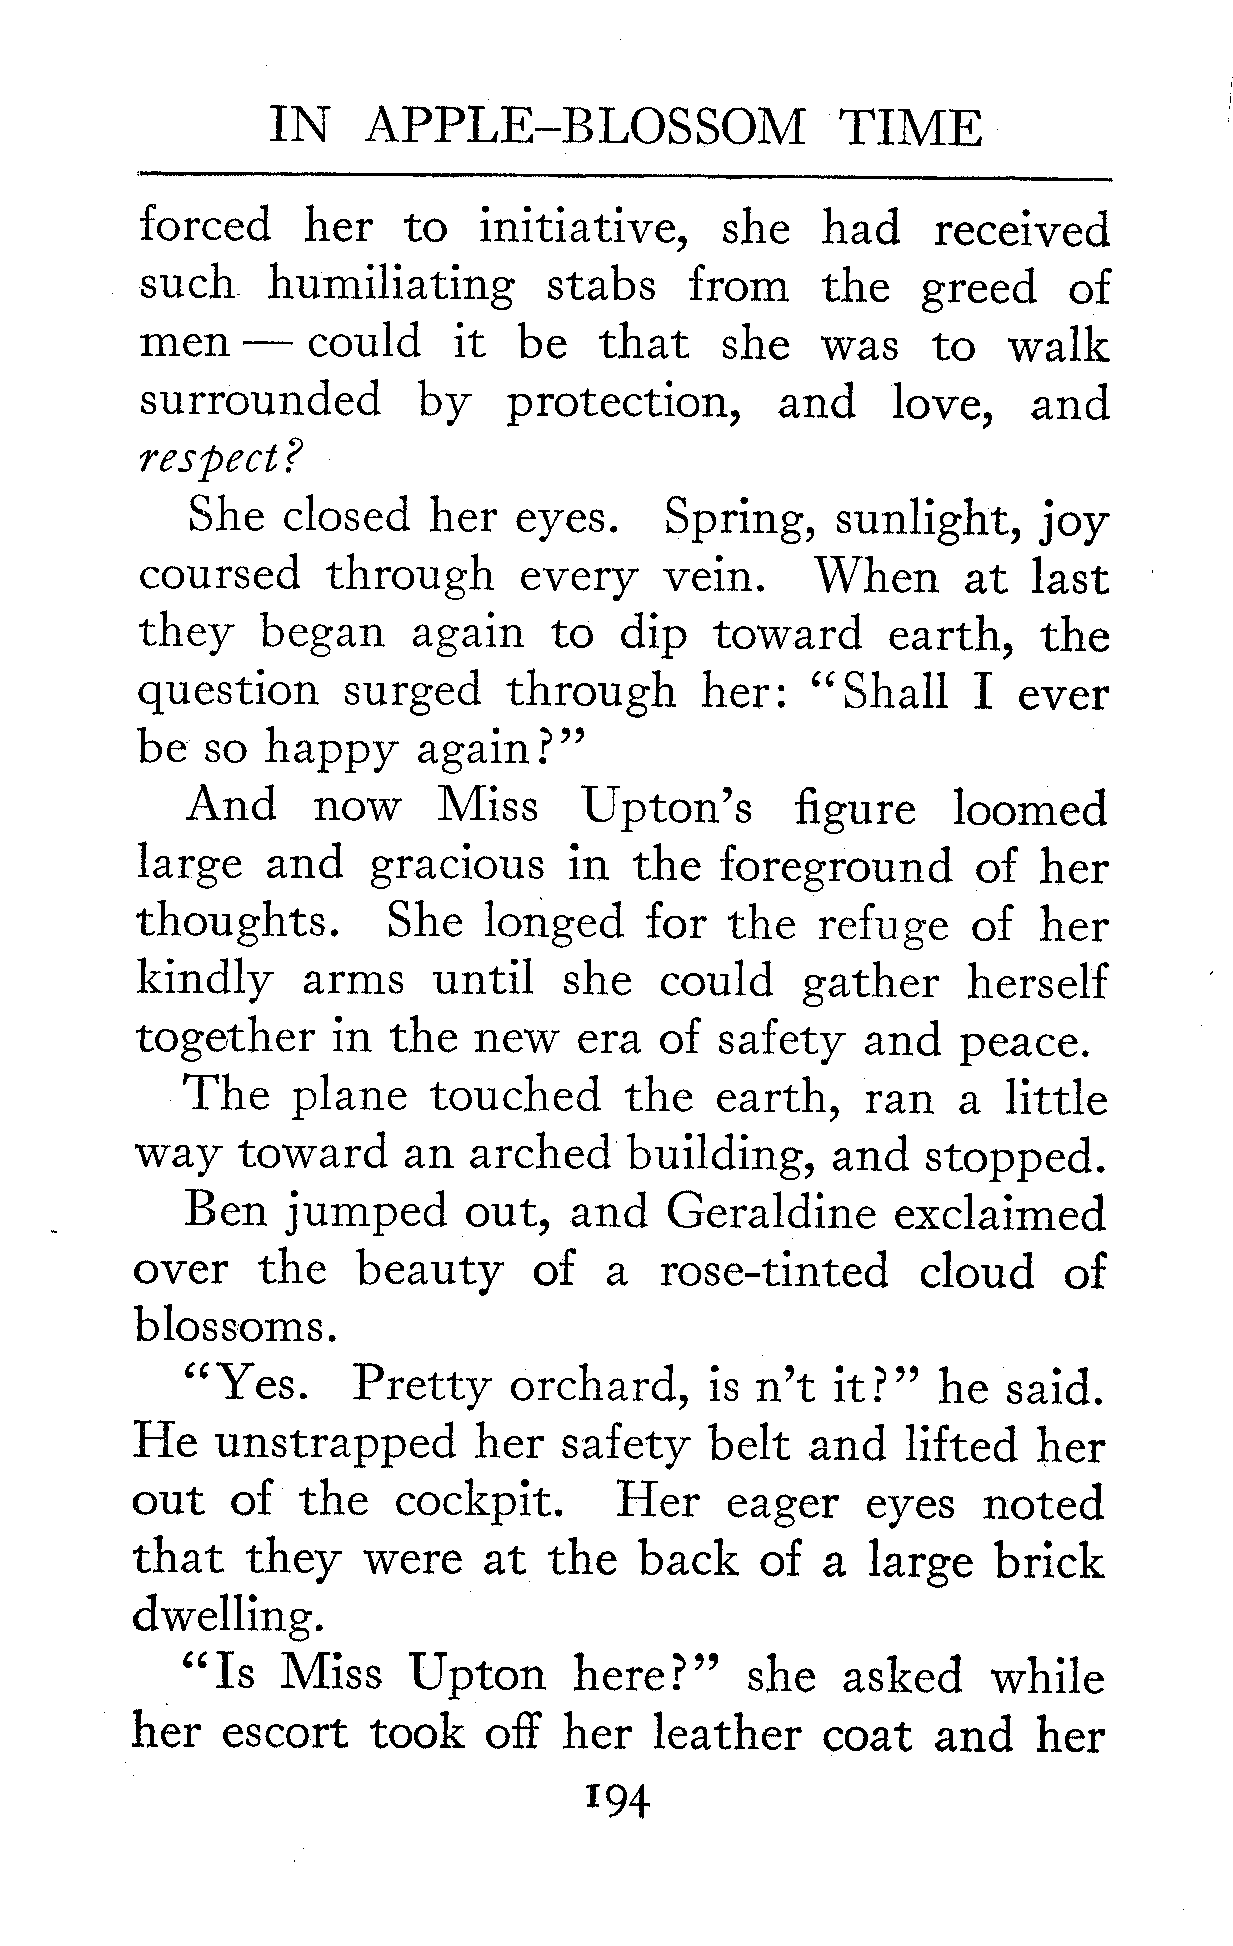 IN APPLE-BLOSSOM TIME
forced her to initiative, she had received
such humiliating stabs from the greed of
men — could it be that she was to walk
surrounded by protection, and love, and
respect?
She closed her eyes. Spring, sunlight, joy
coursed through every vein. When at last
they began again to dip toward earth, the
question surged through her: “Shall I ever
be so happy again?”
And now Miss Upton’s figure loomed
large and gracious in the foreground of her
thoughts. She longed for the refuge of her
kindly arms until she could gather herself
together in the new era of safety and peace.
The plane touched the earth, ran a little
way toward an arched building, and stopped.
Ben jumped out, and Geraldine exclaimed
over the beauty of a rose-tinted cloud of
blossoms.
“Yes. Pretty orchard, is n’t it?” he said.
He unstrapped her safety belt and lifted her
out of the cockpit. Her eager eyes noted
that they were at the back of a large brick
dwelling.
“Is Miss Upton here?” she asked while
her escort took off her leather coat and her
194